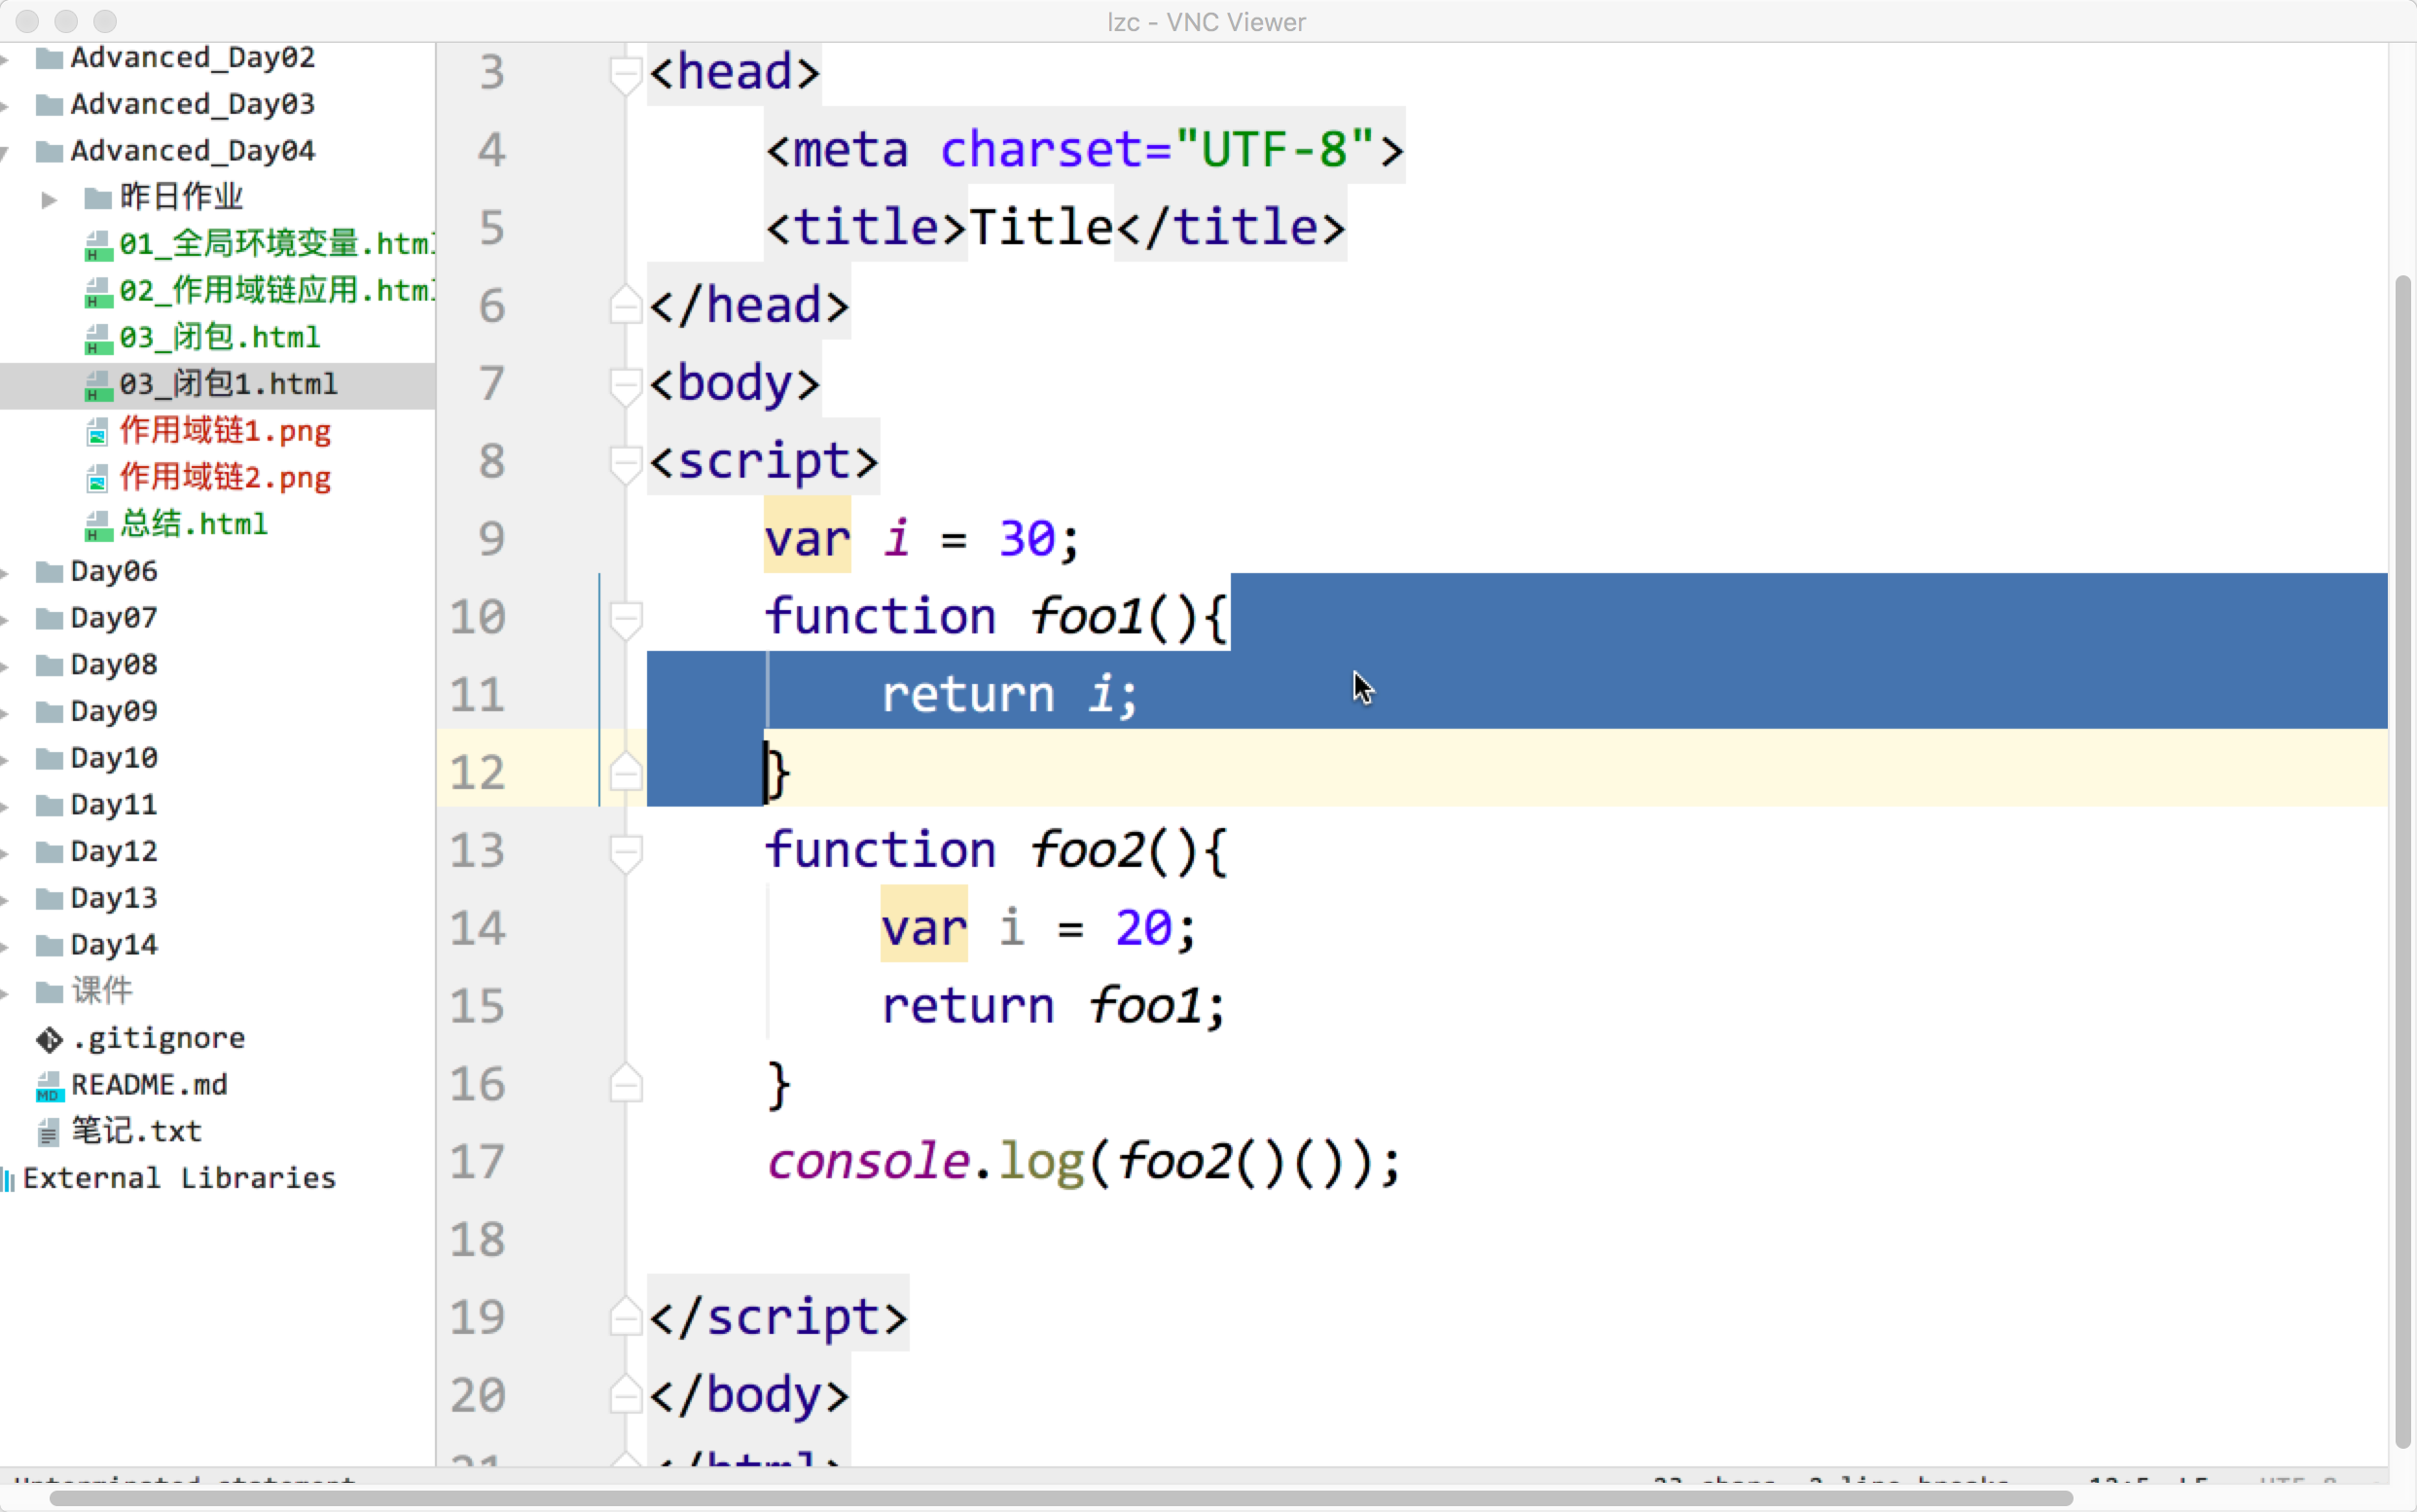 lzc - VNC Viewer
Advanced_Day02
Advanced_Day03
Advanced_Day04
昨日作业
01_全局环境变量.html
02_作用域链应用.html
03_闭包.html
03_闭包1.html
作用域链1.png
作用域链2.png
总结.html
Day06
Day07
Day08
Day09
Day10
Day11
Day12
Day13
Day14
课件
.gitignore
README.md
笔记.txt
External Libraries
3 <head>
4 <meta charset="UTF-8">
5 <title>Title</title>
6 </head>
7 <body>
8 <script>
9 var i = 30;
10 function foo1(){
11 return i;
12 }
13 function foo2(){
14 var i = 20;
15 return foo1;
16 }
17 console.log(foo2()());
18
19 </script>
20 </body>
21 </html>